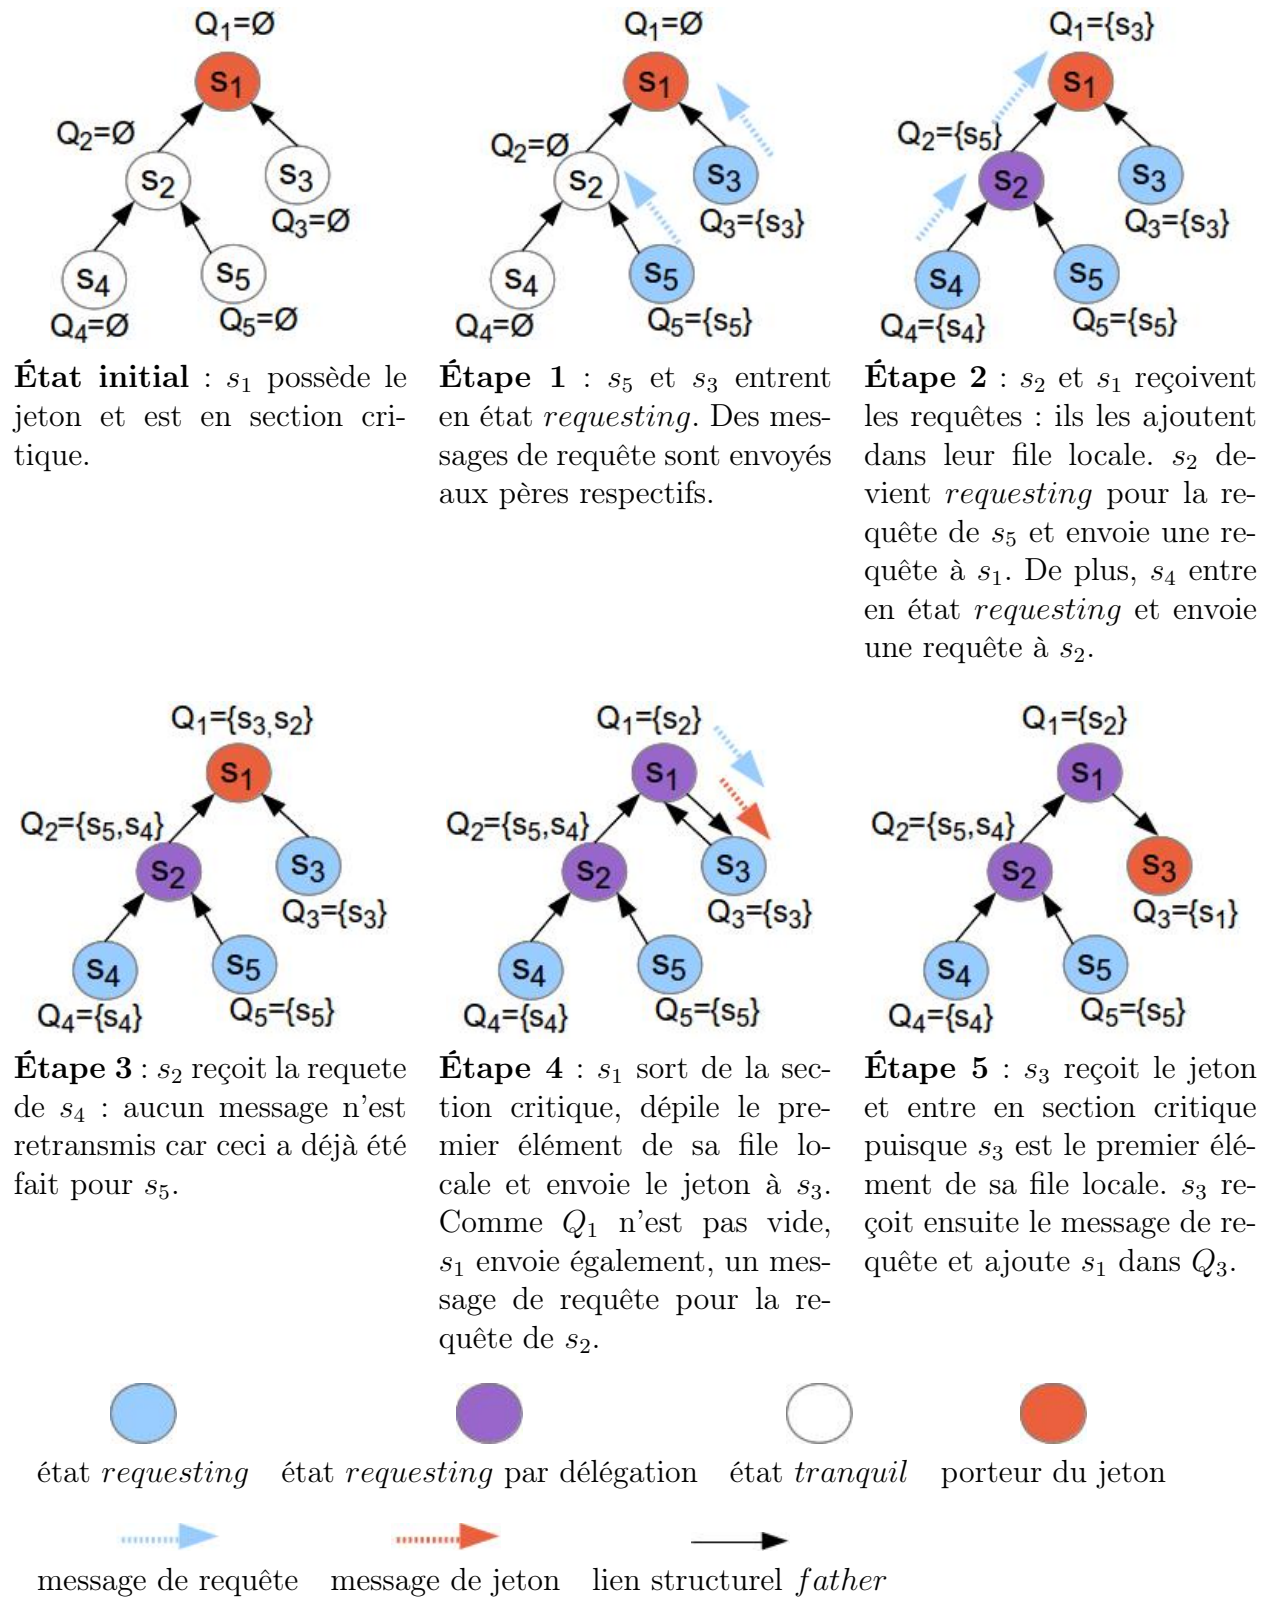 Q1=Ø
s1
Q2=Ø
s2
s3
Q3=Ø
s4
s5
Q4=Ø
Q5=Ø
État initial : s1 possède le
jeton et est en section cri-
tique.
Q1=Ø
s1
Q2=Ø
s2
s3
Q3={s3}
s4
s5
Q4=Ø
Q5={s5}
Étape 1 : s5 et s3 entrent
en état requesting. Des mes-
sages de requête sont envoyés
aux pères respectifs.
Q1={s3}
s1
Q2={s5}
s2
s3
Q3={s3}
s4
s5
Q4={s4}
Q5={s5}
Étape 2 : s2 et s1 reçoivent
les requêtes : ils les ajoutent
dans leur file locale. s2 de-
vient requesting pour la re-
quête de s5 et envoie une re-
quête à s1. De plus, s4 entre
en état requesting et envoie
une requête à s2.
Q1={s3,s2}
s1
Q2={s5,s4}
s2
s3
Q3={s3}
s4
s5
Q4={s4}
Q5={s5}
Étape 3 : s2 reçoit la requete
de s4 : aucun message n'est
retransmis car ceci a déjà été
fait pour s5.
Q1={s2}
s1
Q2={s5,s4}
s2
s3
Q3={s3}
s4
s5
Q4={s4}
Q5={s5}
Étape 4 : s1 sort de la sec-
tion critique, dépile le pre-
mier élément de sa file lo-
cale et envoie le jeton à s3.
Comme Q1 n'est pas vide,
s1 envoie également, un mes-
sage de requête pour la re-
quête de s2.
Q1={s2}
s1
Q2={s5,s4}
s2
s3
Q3={s1}
s4
s5
Q4={s4}
Q5={s5}
Étape 5 : s3 reçoit le jeton
et entre en section critique
puisque s3 est le premier élé-
ment de sa file locale. s3 re-
çoit ensuite le message de re-
quête et ajoute s1 dans Q3.
état requesting état requesting par délégation état tranquil porteur du jeton
message de requête message de jeton lien structurel father